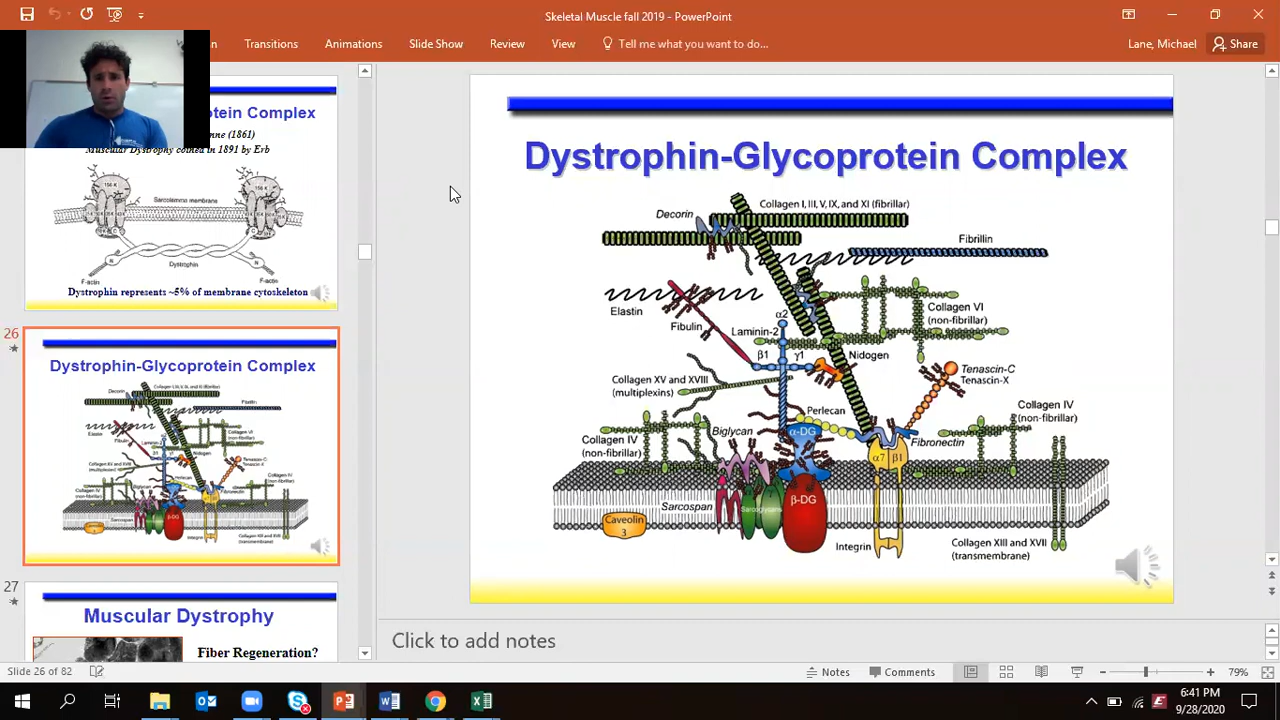 Skeletal Muscle fall 2019 - PowerPoint
Transitions
Animations
Slide Show
Review
View
Tell me what you want to do...
Lane, Michael
Share
otein Complex
nne (1861)
Muscular Dystrophy coined in 1891 by Erb
156 K
156 K
Sarcolemma membrane
Dystrophin
N
N
F-actin
F-actin
Dystrophin represents ~5% of membrane cytoskeleton
26
Dystrophin-Glycoprotein Complex
27
Muscular Dystrophy
Fiber Regeneration?
Dystrophin-Glycoprotein Complex
Decorin
Collagen I, III, V, IX, and XI (fibrillar)
Fibrillin
Elastin
Fibulin
α2
Laminin-2
β1
γ1
Nidogen
Collagen VI
(non-fibrillar)
Tenascin-C
Tenascin-X
Collagen XV and XVIII
(multiplexins)
Perlecan
Collagen IV
(non-fibrillar)
Collagen IV
(non-fibrillar)
Biglycan
α-DG
Fibronectin
α7
β1
Sarcospan
Sarcoglycans
β-DG
Caveolin
3
Integrin
Collagen XIII and XVII
(transmembrane)
Click to add notes
Slide 26 of 82
Notes
Comments
79%
6:41 PM
9/28/2020